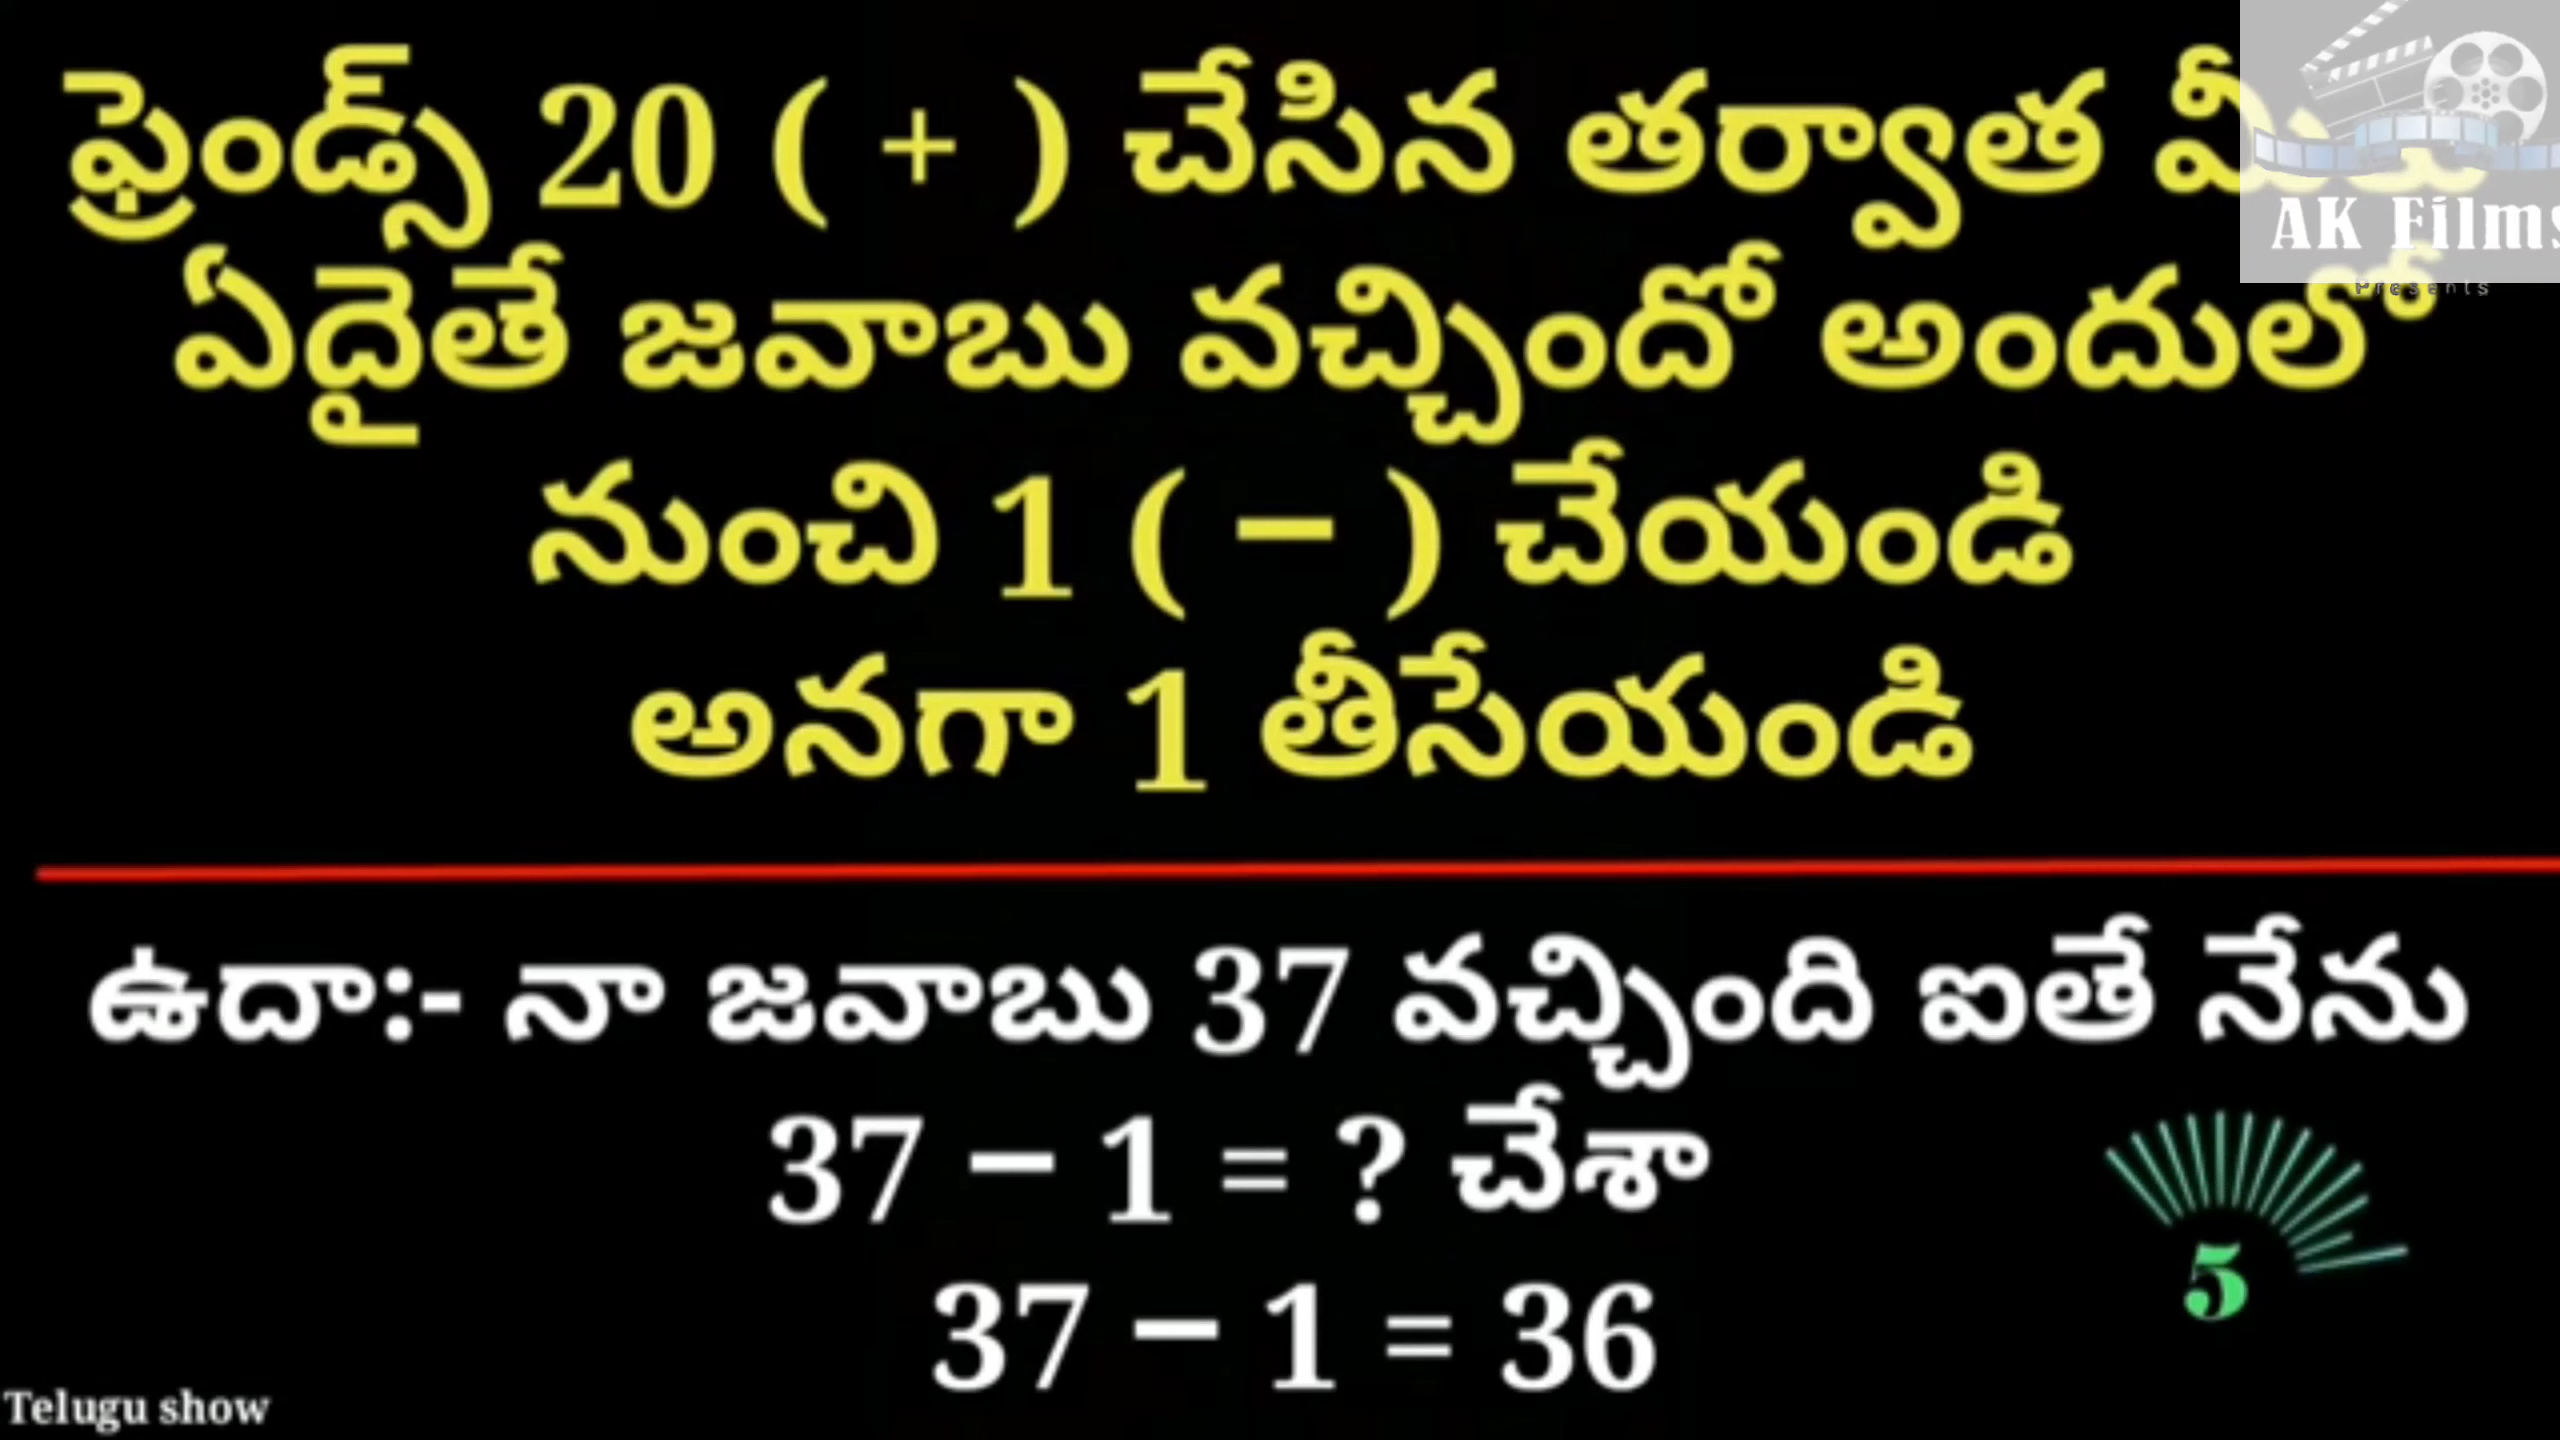 ఫ్రెండ్స్ 20 ( + ) చేసిన తర్వాత మీకు
ఏదైతే జవాబు వచ్చిందో అందులో
నుంచి 1 ( − ) చేయండి
అనగా 1 తీసేయండి
ఉదా:- నా జవాబు 37 వచ్చింది ఐతే నేను
37 − 1 = ? చేశా
37 − 1 = 36
5
Telugu show
AK Films
Presents